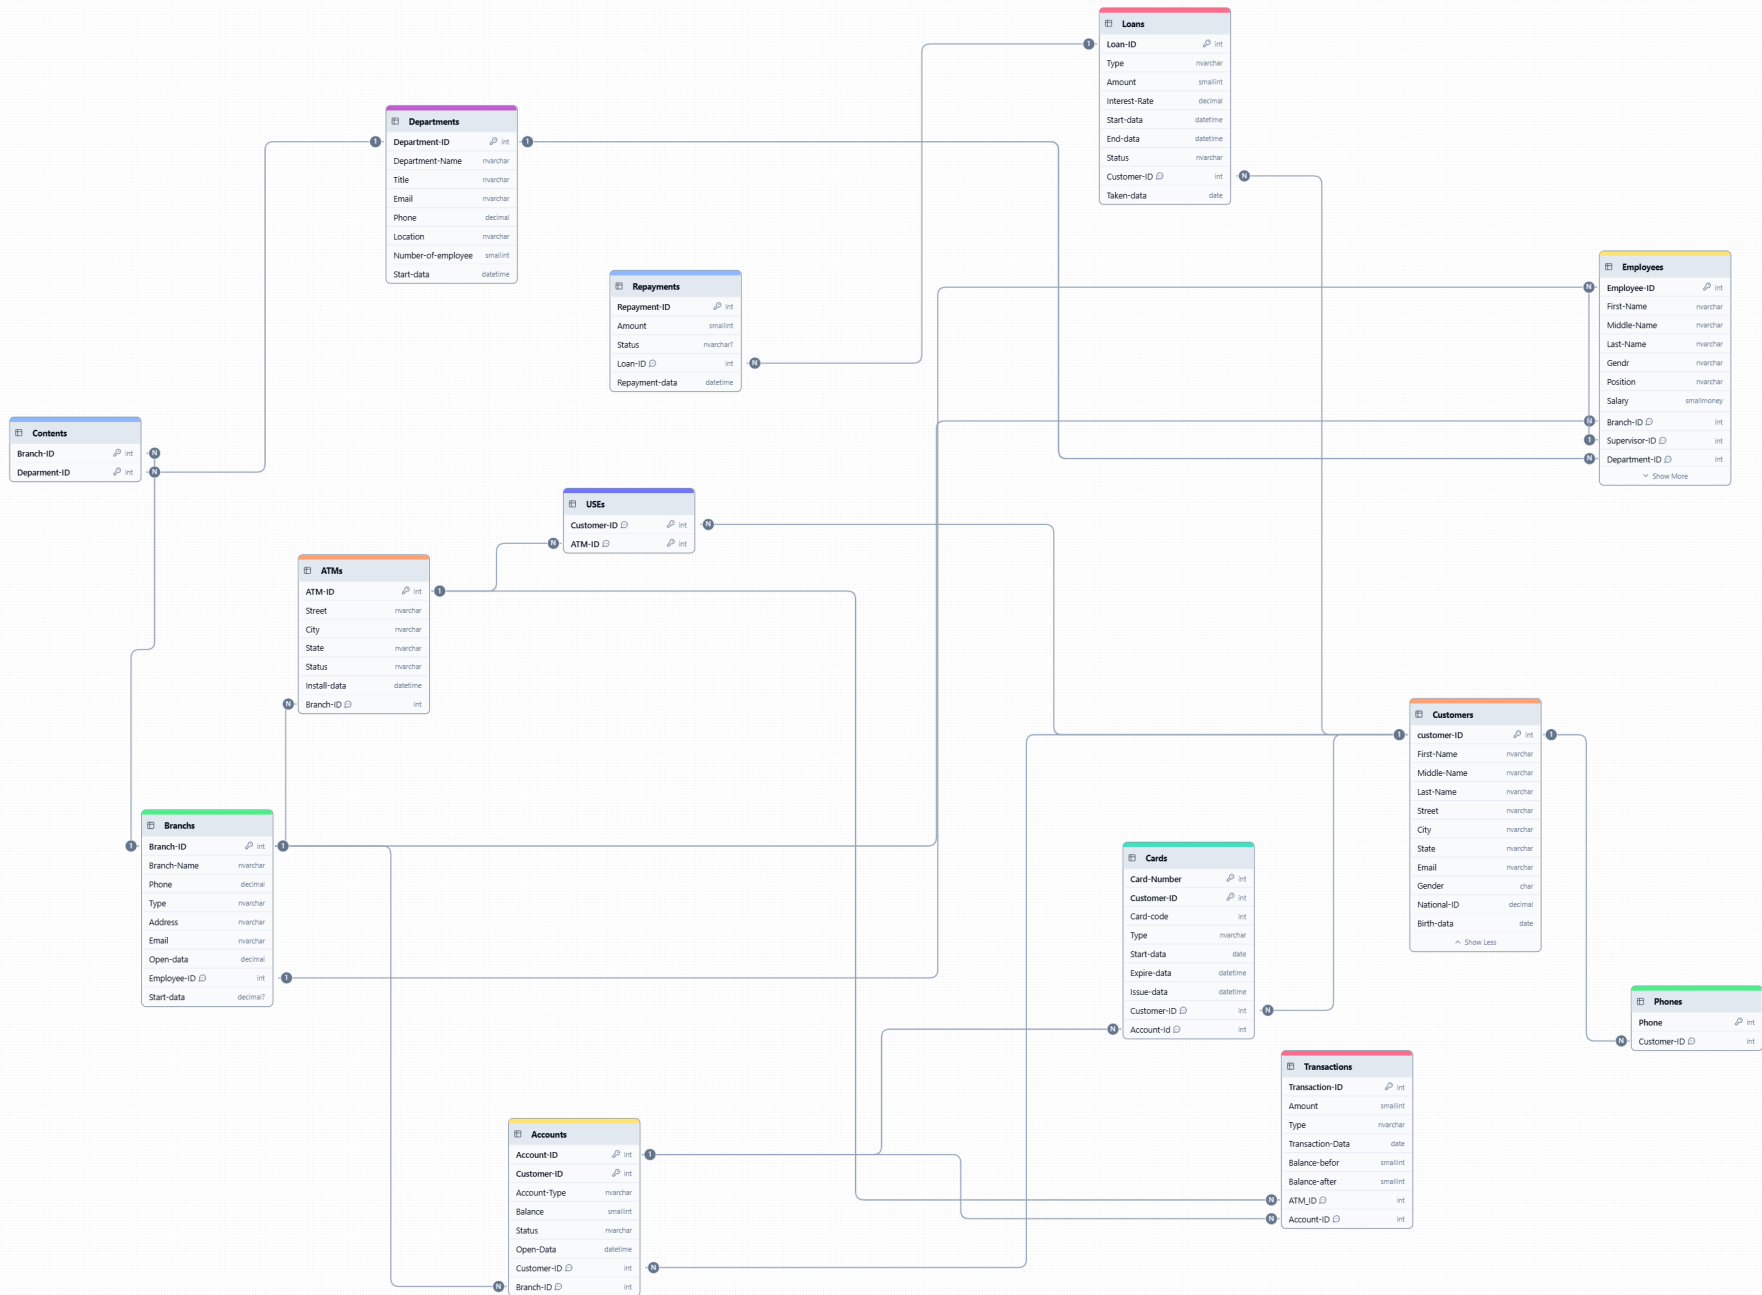 Loans
Loan-ID int
Type nvarchar
Amount smallint
Interest-Rate decimal
Start-data datetime
End-data datetime
Status nvarchar
Customer-ID int
Taken-data date
1
N
Departments
Department-ID int
Department-Name nvarchar
Title nvarchar
Email nvarchar
Phone decimal
Location nvarchar
Number-of-employee smallint
Start-data datetime
1
1
Repayments
Repayment-ID int
Amount smallint
Status nvarchar?
Loan-ID int
Repayment-data datetime
N
Employees
Employee-ID int
First-Name nvarchar
Middle-Name nvarchar
Last-Name nvarchar
Gendr nvarchar
Position nvarchar
Salary smallmoney
Branch-ID int
Supervisor-ID int
Department-ID int
Show More
N
N
1
N
Contents
Branch-ID int
Deparment-ID int
N
N
USEs
Customer-ID int
ATM-ID int
N
N
ATMs
ATM-ID int
Street nvarchar
City nvarchar
State nvarchar
Status nvarchar
Install-data datetime
Branch-ID int
1
N
Customers
customer-ID int
First-Name nvarchar
Middle-Name nvarchar
Last-Name nvarchar
Street nvarchar
City nvarchar
State nvarchar
Email nvarchar
Gender char
National-ID decimal
Birth-data date
Show Less
1
1
Branchs
Branch-ID int
Branch-Name nvarchar
Phone decimal
Type nvarchar
Address nvarchar
Email nvarchar
Open-data decimal
Employee-ID int
Start-data decimal?
1
1
1
Cards
Card-Number int
Customer-ID int
Card-code int
Type nvarchar
Start-data date
Expire-data datetime
Issue-data datetime
Customer-ID int
Account-Id int
N
N
Phones
Phone int
Customer-ID int
N
Transactions
Transaction-ID int
Amount smallint
Type nvarchar
Transaction-Data date
Balance-befor smallint
Balance-after smallint
ATM_ID int
Account-ID int
N
N
Accounts
Account-ID int
Customer-ID int
Account-Type nvarchar
Balance smallint
Status nvarchar
Open-Data datetime
Customer-ID int
Branch-ID int
1
N
N